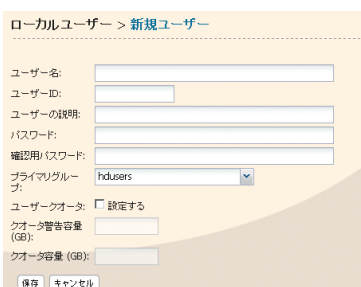 ローカルユーザー > 新規ユーザー
ユーザー名:
ユーザーID:
ユーザーの説明:
パスワード:
確認用パスワード:
プライマリグルー
プ:
hdusers
ユーザークオータ: 設定する
クオータ警告容量
(GB):
クオータ容量 (GB):
保存 キャンセル